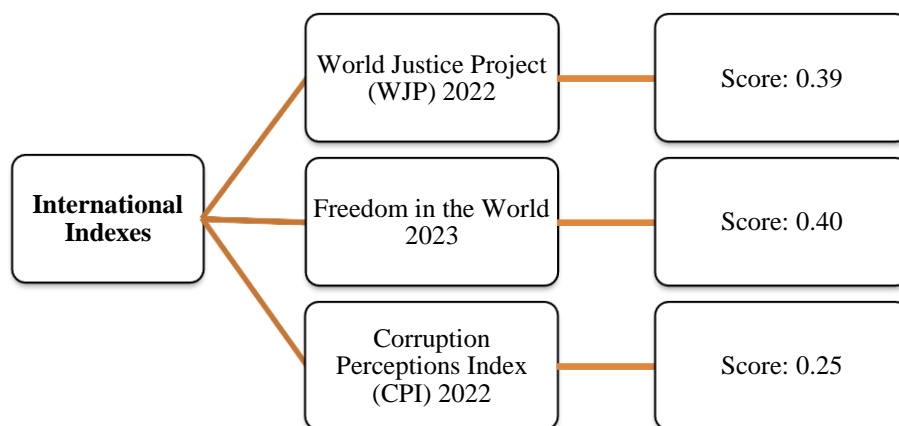 World Justice Project
(WJP) 2022
Score: 0.39
International
Indexes
Freedom in the World
2023
Score: 0.40
Corruption
Perceptions Index
(CPI) 2022
Score: 0.25